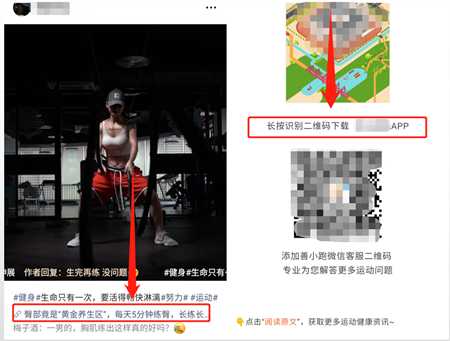 冲展 作者回复：生完再练 没问题 #健身#生命只有一
#健身#生命只有一次，要活得畅快淋漓#努力# #运动#
臀部竟是“黄金养生区”，每天5分钟练臀，长练长…
梅子酒：一男的，胸肌练出这样真的好吗？
长按识别二维码下载 .APP
添加善小跑微信客服二维码
专业为您解答更多运动问题
👇点击“阅读原文”，获取更多运动健康资讯~